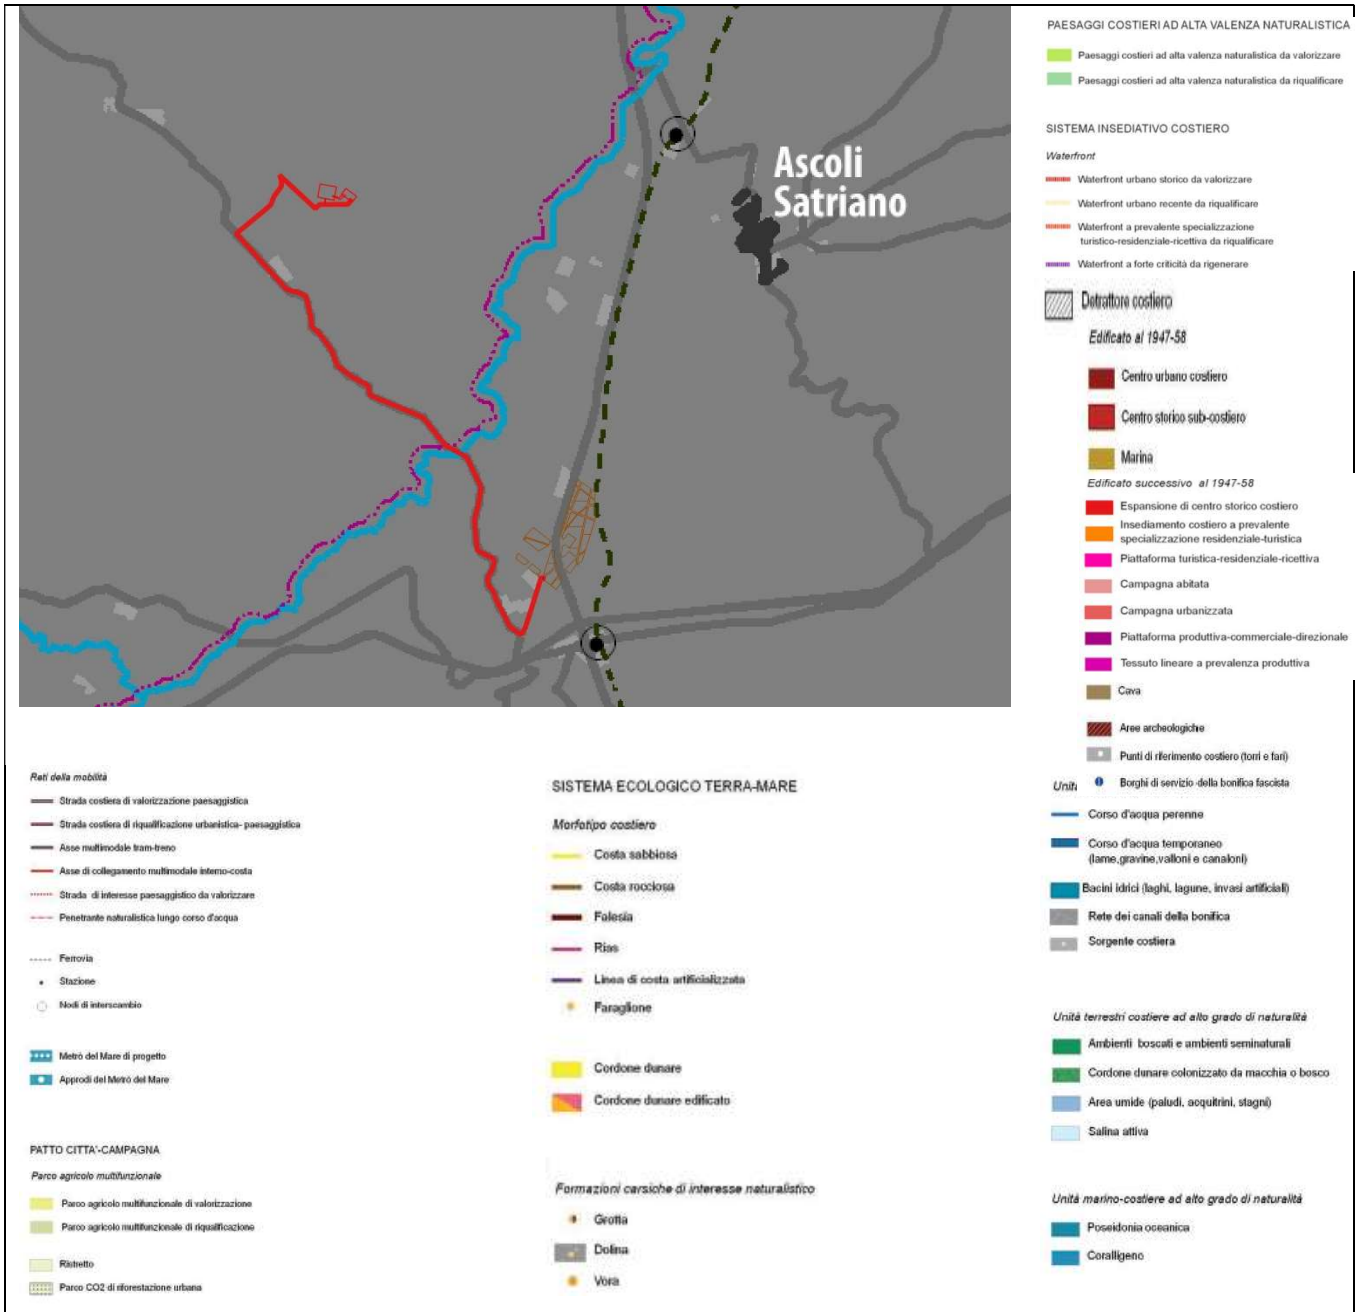 Ascoli
Satriano
PAESAGGI COSTIERI AD ALTA VALENZA NATURALISTICA
Paesaggi costieri ad alta valenza naturalistica da valorizzare
Paesaggi costieri ad alta valenza naturalistica da riqualificare
SISTEMA INSEDIATIVO COSTIERO
Waterfront
Waterfront urbano storico da valorizzare
Waterfront urbano recente da riqualificare
Waterfront a prevalente specializzazione
turistico-residenziale-ricettiva da riqualificare
Waterfront a forte criticità da rigenerare
Detrattore costiero
Edificato al 1947-58
Centro urbano costiero
Centro storico sub-costiero
Marina
Edificato successivo al 1947-58
Espansione di centro storico costiero
Insediamento costiero a prevalente
specializzazione residenziale-turistica
Piattaforma turistica-residenziale-ricettiva
Campagna abitata
Campagna urbanizzata
Piattaforma produttiva-commerciale-direzionale
Tessuto lineare a prevalenza produttiva
Cava
Aree archeologiche
Punti di riferimento costiero (torri e fari)
Borghi di servizio della bonifica fascista
Reti della mobilità
Strada costiera di valorizzazione paesaggistica
Strada costiera di riqualificazione urbanistica- paesaggistica
Asse multimodale tram-treno
Asse di collegamento multimodale interno-costa
Strada di interesse paesaggistico da valorizzare
Penetrante naturalistica lungo corso d'acqua
Ferrovia
Stazione
Nodi di interscambio
Metrò del Mare di progetto
Approdi del Metrò del Mare
PATTO CITTA'-CAMPAGNA
Parco agricolo multifunzionale
Parco agricolo multifunzionale di valorizzazione
Parco agricolo multifunzionale di riqualificazione
Ristretto
Parco CO2 di riforestazione urbana
SISTEMA ECOLOGICO TERRA-MARE
Morfotipo costiero
Costa sabbiosa
Costa rocciosa
Falesia
Rias
Linea di costa artificializzata
Faraglione
Cordone dunare
Cordone dunare edificato
Formazioni carsiche di interesse naturalistico
Grotta
Dolina
Vora
Corso d'acqua perenne
Corso d'acqua temporaneo
(lame,gravine,valloni e canaloni)
Bacini idrici (laghi, lagune, invasi artificiali)
Rete dei canali della bonifica
Sorgente costiera
Unità terrestri costiere ad alto grado di naturalità
Ambienti boscati e ambienti seminaturali
Cordone dunare colonizzato da macchia o bosco
Area umide (paludi, acquitrini, stagni)
Salina attiva
Unità marino-costiere ad alto grado di naturalità
Poseidonia oceanica
Coralligeno